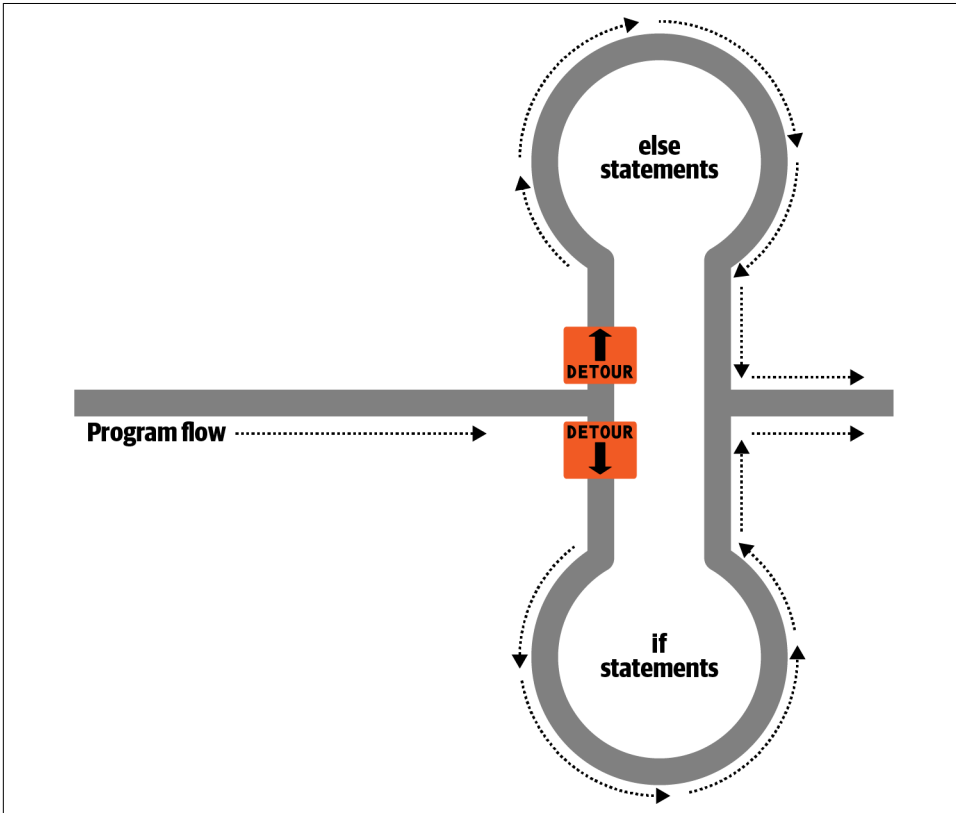 else
statements
DETOUR
Program flow
DETOUR
if
statements